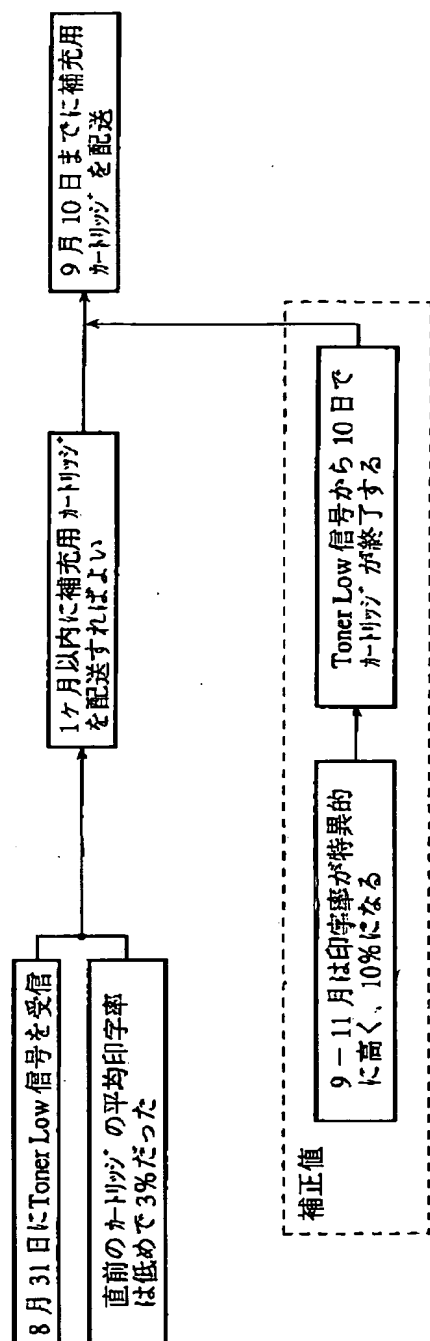 8月31日にToner Low信号を受信
直前のカートリッジの平均印字率
は低めで3%だった
1ケ月以内に補充用カートリッジ
を配送すればよい
9月10日までに補充用
カートリッジを配送
補正値
9－11月は印字率が特異的
に高く、10%になる
Toner Low信号から10日で
カートリッジが終了する